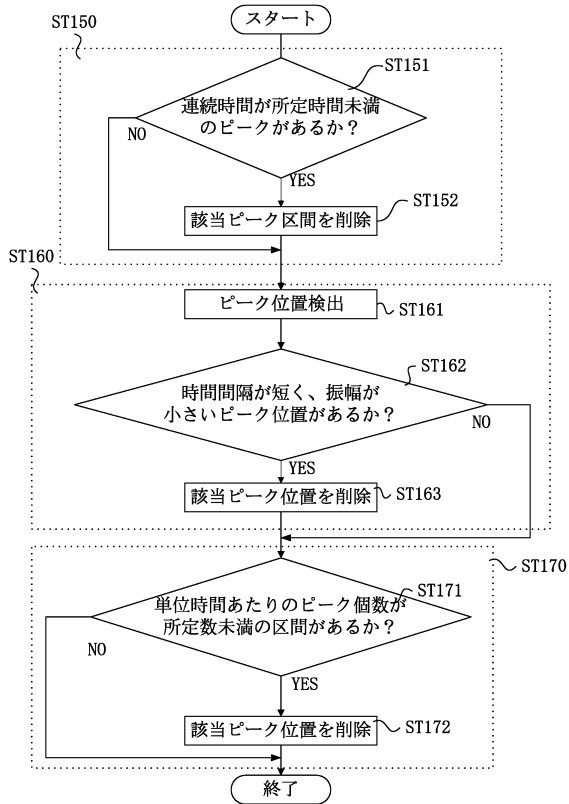 スタート
ST150
ST151
連続時間が所定時間未満
のピークがあるか？
NO
YES
該当ピーク区間を削除
ST152
ST160
ピーク位置検出
ST161
ST162
時間間隔が短く、振幅が
小さいピーク位置があるか？
NO
YES
該当ピーク位置を削除
ST163
ST170
ST171
単位時間あたりのピーク個数が
所定数未満の区間があるか？
NO
YES
該当ピーク位置を削除
ST172
終了